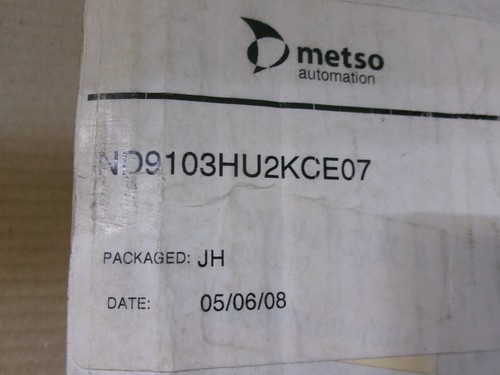 metso
automation
ND9103HU2KCE07
PACKAGED: JH
DATE: 05/06/08